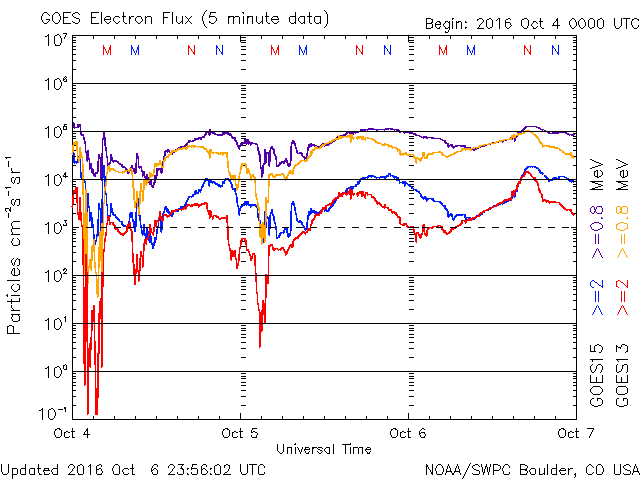 GOES Electron Flux (5 minute data)
Begin: 2016 Oct 4 0000 UTC
10⁷
M M N N M M N N M M N N
10⁶
10⁵
10⁴
10³
10²
10¹
10⁰
10⁻¹
Particles cm⁻²s⁻¹sr⁻¹
Oct 4 Oct 5 Oct 6 Oct 7
Universal Time
GOES15 >=2 >=0.8 MeV
GOES13 >=2 >=0.8 MeV
Updated 2016 Oct 6 23:56:02 UTC
NOAA/SWPC Boulder, CO USA